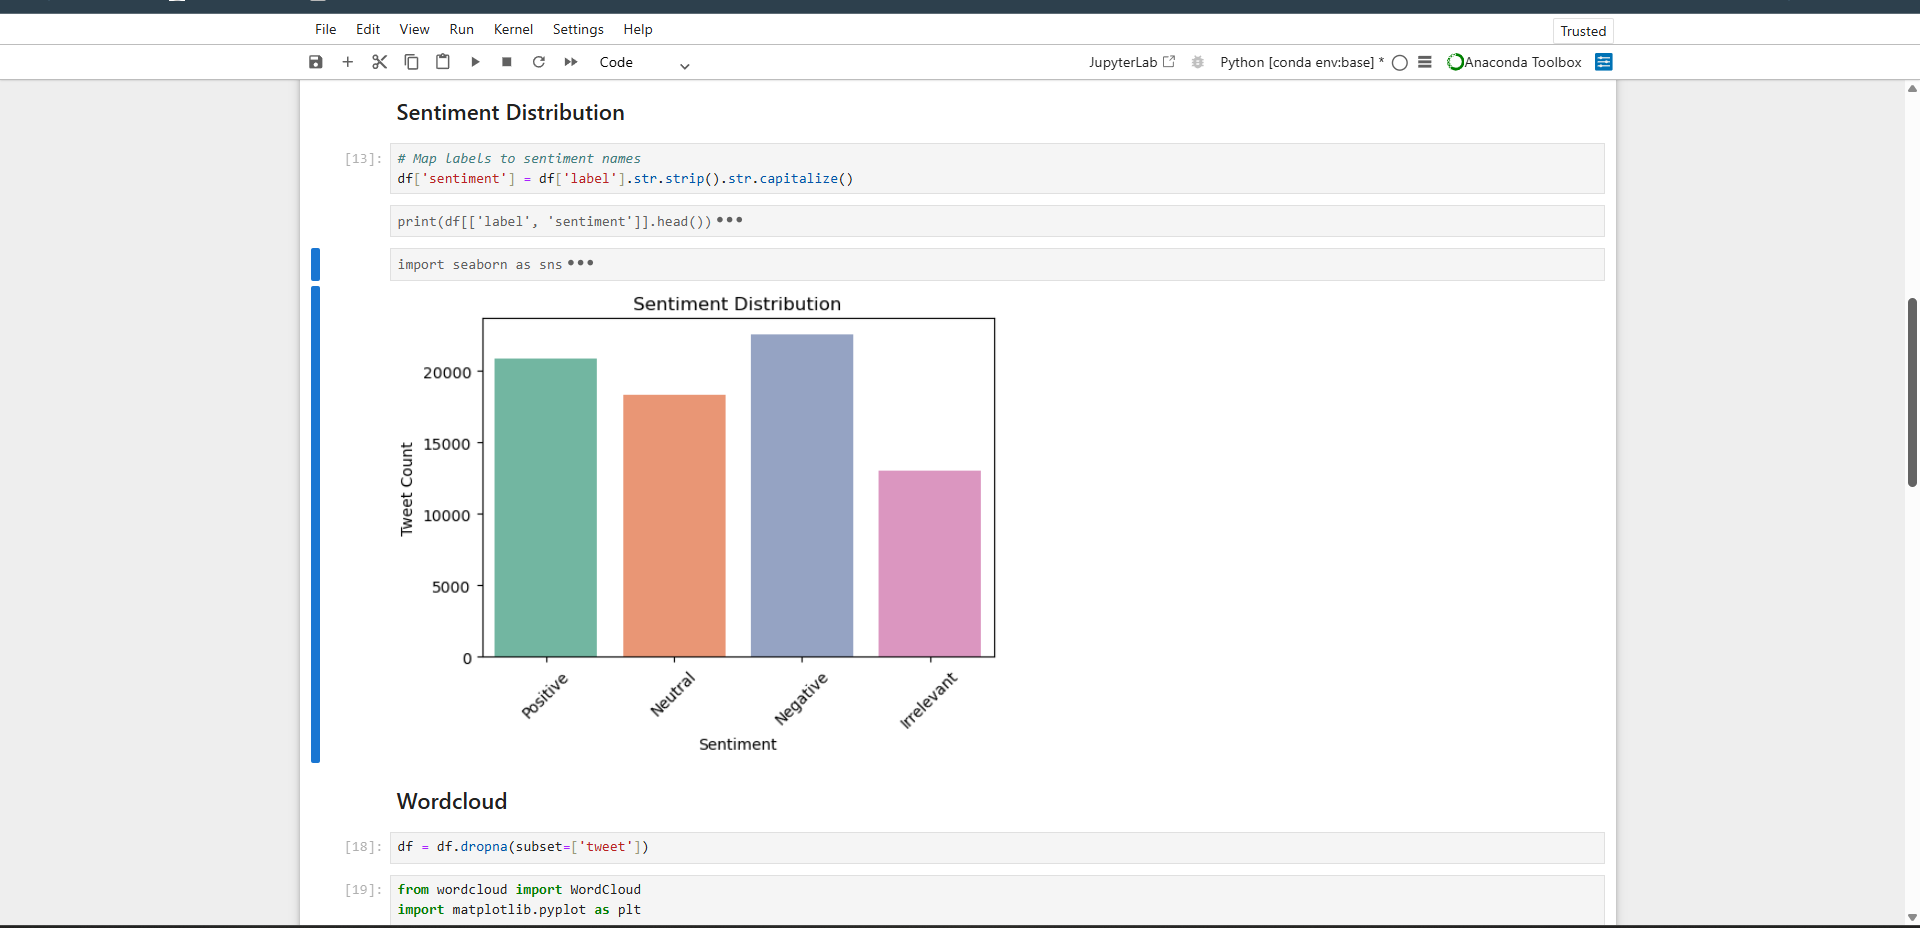 File Edit View Run Kernel Settings Help
Trusted
Code
JupyterLab
Python [conda env:base] *
Anaconda Toolbox
Sentiment Distribution
[13]:
# Map labels to sentiment names
df['sentiment'] = df['label'].str.strip().str.capitalize()
print(df[['label', 'sentiment']].head()) •••
import seaborn as sns •••
Sentiment Distribution
20000
15000
10000
5000
0
Tweet Count
Positive
Neutral
Negative
Irrelevant
Sentiment
Wordcloud
[18]:
df = df.dropna(subset=['tweet'])
[19]:
from wordcloud import WordCloud
import matplotlib.pyplot as plt